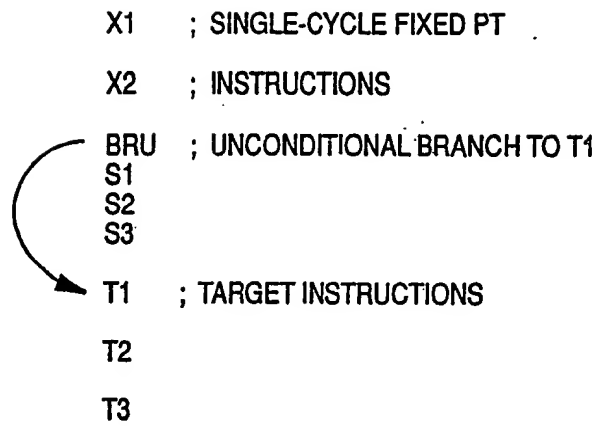 X1 ; SINGLE-CYCLE FIXED PT
X2 ; INSTRUCTIONS
BRU ; UNCONDITIONAL BRANCH TO T1
S1
S2
S3
T1 ; TARGET INSTRUCTIONS
T2
T3